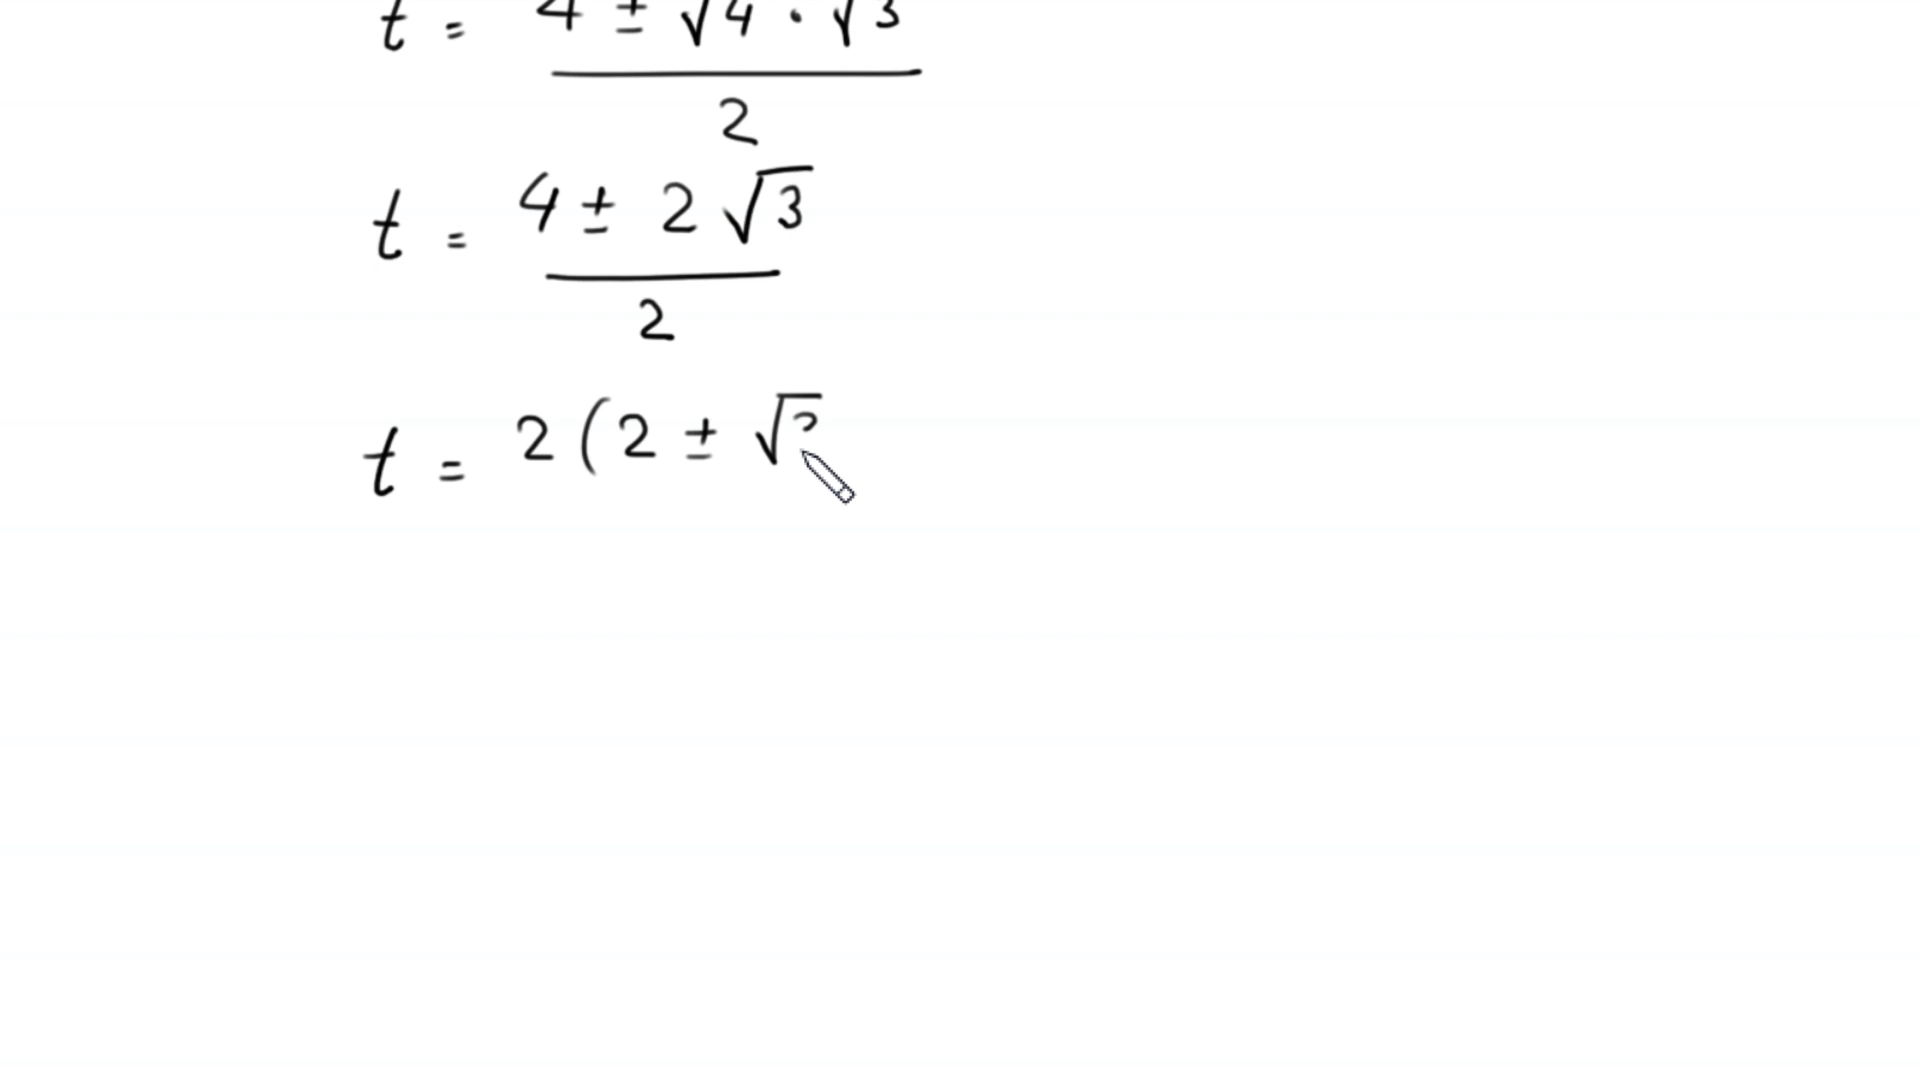 t = 4 ± √4 · √3
2
t = 4 ± 2 √3
2
t = 2 ( 2 ± √